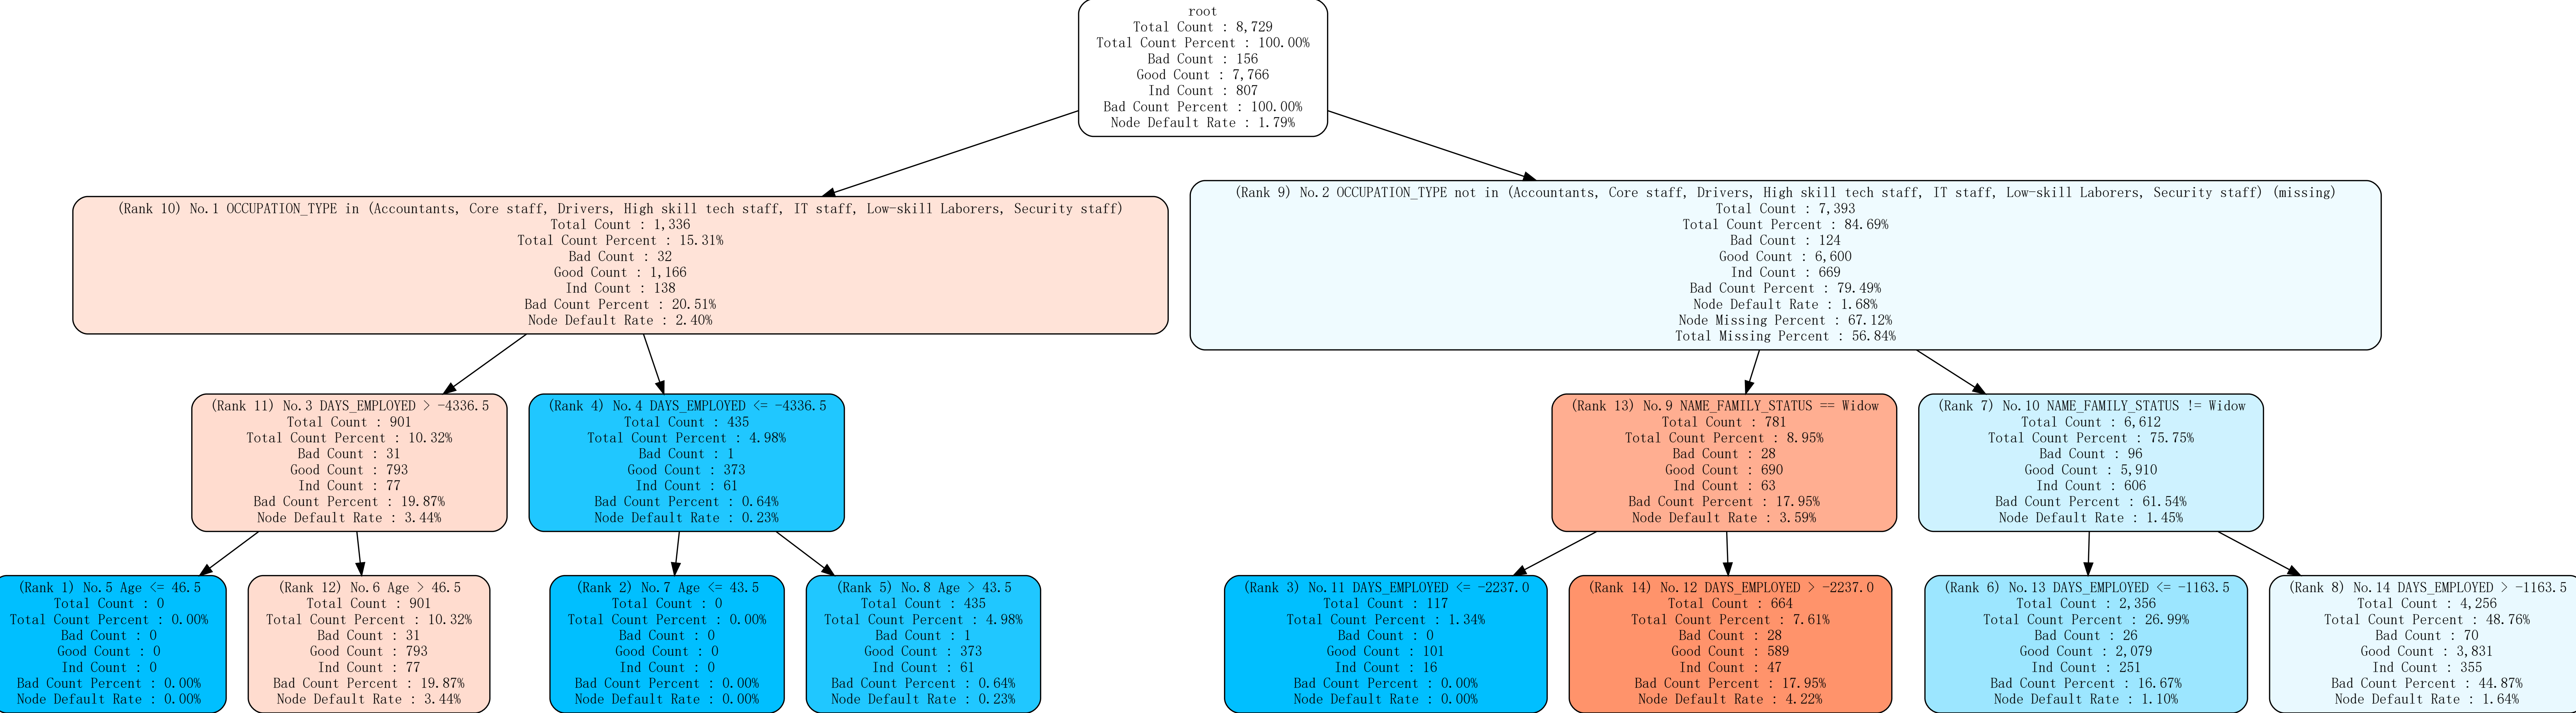 root
Total Count : 8,729
Total Count Percent : 100.00%
Bad Count : 156
Good Count : 7,766
Ind Count : 807
Bad Count Percent : 100.00%
Node Default Rate : 1.79%
(Rank 10) No.1 OCCUPATION_TYPE in (Accountants, Core staff, Drivers, High skill tech staff, IT staff, Low-skill Laborers, Security staff)
Total Count : 1,336
Total Count Percent : 15.31%
Bad Count : 32
Good Count : 1,166
Ind Count : 138
Bad Count Percent : 20.51%
Node Default Rate : 2.40%
(Rank 9) No.2 OCCUPATION_TYPE not in (Accountants, Core staff, Drivers, High skill tech staff, IT staff, Low-skill Laborers, Security staff) (missing)
Total Count : 7,393
Total Count Percent : 84.69%
Bad Count : 124
Good Count : 6,600
Ind Count : 669
Bad Count Percent : 79.49%
Node Default Rate : 1.68%
Node Missing Percent : 67.12%
Total Missing Percent : 56.84%
(Rank 11) No.3 DAYS_EMPLOYED > -4336.5
Total Count : 901
Total Count Percent : 10.32%
Bad Count : 31
Good Count : 793
Ind Count : 77
Bad Count Percent : 19.87%
Node Default Rate : 3.44%
(Rank 4) No.4 DAYS_EMPLOYED <= -4336.5
Total Count : 435
Total Count Percent : 4.98%
Bad Count : 1
Good Count : 373
Ind Count : 61
Bad Count Percent : 0.64%
Node Default Rate : 0.23%
(Rank 13) No.9 NAME_FAMILY_STATUS == Widow
Total Count : 781
Total Count Percent : 8.95%
Bad Count : 28
Good Count : 690
Ind Count : 63
Bad Count Percent : 17.95%
Node Default Rate : 3.59%
(Rank 7) No.10 NAME_FAMILY_STATUS != Widow
Total Count : 6,612
Total Count Percent : 75.75%
Bad Count : 96
Good Count : 5,910
Ind Count : 606
Bad Count Percent : 61.54%
Node Default Rate : 1.45%
(Rank 1) No.5 Age <= 46.5
Total Count : 0
Total Count Percent : 0.00%
Bad Count : 0
Good Count : 0
Ind Count : 0
Bad Count Percent : 0.00%
Node Default Rate : 0.00%
(Rank 12) No.6 Age > 46.5
Total Count : 901
Total Count Percent : 10.32%
Bad Count : 31
Good Count : 793
Ind Count : 77
Bad Count Percent : 19.87%
Node Default Rate : 3.44%
(Rank 2) No.7 Age <= 43.5
Total Count : 0
Total Count Percent : 0.00%
Bad Count : 0
Good Count : 0
Ind Count : 0
Bad Count Percent : 0.00%
Node Default Rate : 0.00%
(Rank 5) No.8 Age > 43.5
Total Count : 435
Total Count Percent : 4.98%
Bad Count : 1
Good Count : 373
Ind Count : 61
Bad Count Percent : 0.64%
Node Default Rate : 0.23%
(Rank 3) No.11 DAYS_EMPLOYED <= -2237.0
Total Count : 117
Total Count Percent : 1.34%
Bad Count : 0
Good Count : 101
Ind Count : 16
Bad Count Percent : 0.00%
Node Default Rate : 0.00%
(Rank 14) No.12 DAYS_EMPLOYED > -2237.0
Total Count : 664
Total Count Percent : 7.61%
Bad Count : 28
Good Count : 589
Ind Count : 47
Bad Count Percent : 17.95%
Node Default Rate : 4.22%
(Rank 6) No.13 DAYS_EMPLOYED <= -1163.5
Total Count : 2,356
Total Count Percent : 26.99%
Bad Count : 26
Good Count : 2,079
Ind Count : 251
Bad Count Percent : 16.67%
Node Default Rate : 1.10%
(Rank 8) No.14 DAYS_EMPLOYED > -1163.5
Total Count : 4,256
Total Count Percent : 48.76%
Bad Count : 70
Good Count : 3,831
Ind Count : 355
Bad Count Percent : 44.87%
Node Default Rate : 1.64%